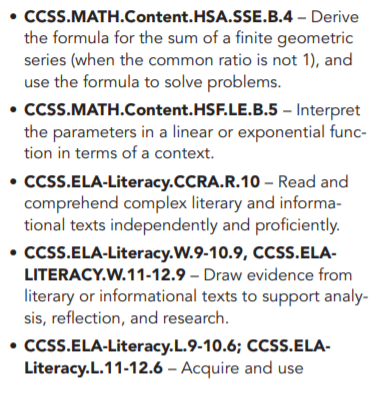 • CCSS.MATH.Content.HSA.SSE.B.4 – Derive
the formula for the sum of a finite geometric
series (when the common ratio is not 1), and
use the formula to solve problems.
• CCSS.MATH.Content.HSF.LE.B.5 – Interpret
the parameters in a linear or exponential func-
tion in terms of a context.
• CCSS.ELA-Literacy.CCRA.R.10 – Read and
comprehend complex literary and informa-
tional texts independently and proficiently.
• CCSS.ELA-Literacy.W.9-10.9, CCSS.ELA-
LITERACY.W.11-12.9 – Draw evidence from
literary or informational texts to support analy-
sis, reflection, and research.
• CCSS.ELA-Literacy.L.9-10.6; CCSS.ELA-
Literacy.L.11-12.6 – Acquire and use